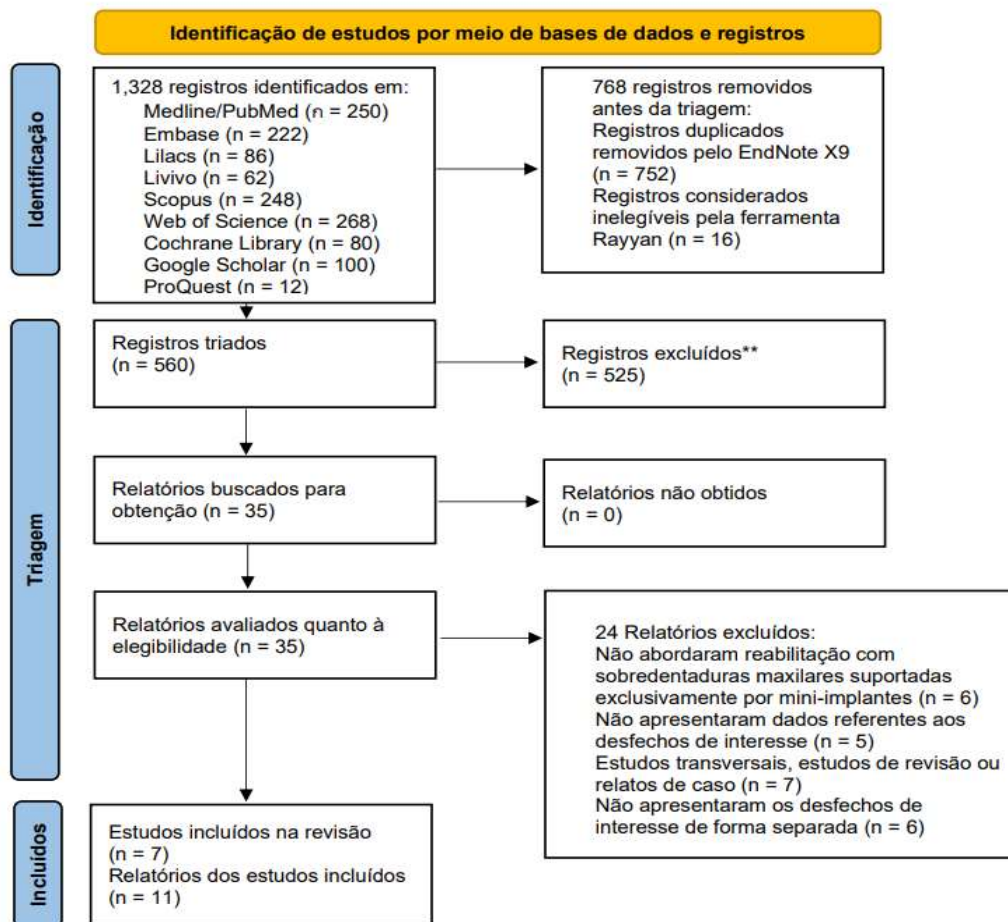 Identificação de estudos por meio de bases de dados e registros
Identificação
1,328 registros identificados em:
Medline/PubMed (n = 250)
Embase (n = 222)
Lilacs (n = 86)
Livivo (n = 62)
Scopus (n = 248)
Web of Science (n = 268)
Cochrane Library (n = 80)
Google Scholar (n = 100)
ProQuest (n = 12)
768 registros removidos
antes da triagem:
Registros duplicados
removidos pelo EndNote X9
(n = 752)
Registros considerados
inelegíveis pela ferramenta
Rayyan (n = 16)
Triagem
Registros triados
(n = 560)
Registros excluídos**
(n = 525)
Relatórios buscados para
obtenção (n = 35)
Relatórios não obtidos
(n = 0)
Relatórios avaliados quanto à
elegibilidade (n = 35)
24 Relatórios excluídos:
Não abordaram reabilitação com
sobredentaduras maxilares suportadas
exclusivamente por mini-implantes (n = 6)
Não apresentaram dados referentes aos
desfechos de interesse (n = 5)
Estudos transversais, estudos de revisão ou
relatos de caso (n = 7)
Não apresentaram os desfechos de
interesse de forma separada (n = 6)
Incluídos
Estudos incluídos na revisão
(n = 7)
Relatórios dos estudos incluídos
(n = 11)